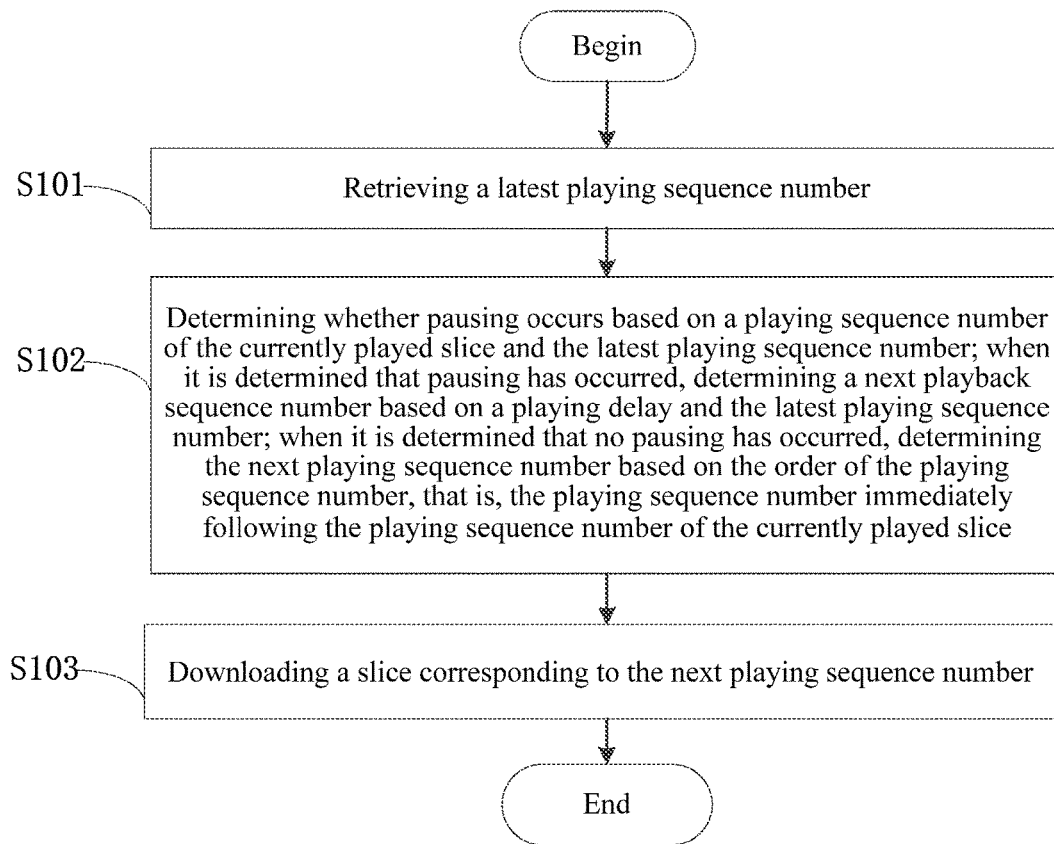 Begin
S101
Retrieving a latest playing sequence number
S102
Determining whether pausing occurs based on a playing sequence number
of the currently played slice and the latest playing sequence number; when
it is determined that pausing has occurred, determining a next playback
sequence number based on a playing delay and the latest playing sequence
number; when it is determined that no pausing has occurred, determining
the next playing sequence number based on the order of the playing
sequence number, that is, the playing sequence number immediately
following the playing sequence number of the currently played slice
S103
Downloading a slice corresponding to the next playing sequence number
End